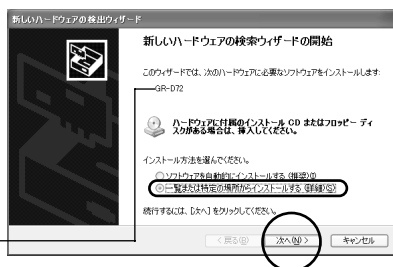 新しいハードウェアの検出ウィザード
新しいハードウェアの検索ウィザードの開始
このウィザードでは、次のハードウェアに必要なソフトウェアをインストールします:
GR-D72
ハードウェアに付属のインストール CD またはフロッピー ディ
スクがある場合は、挿入してください。
インストール方法を選んでください。
ソフトウェアを自動的にインストールする (推奨)(I)
一覧または特定の場所からインストールする (詳細)(S)
続行するには、[次へ] をクリックしてください。
< 戻る(B)
次へ(N) >
キャンセル